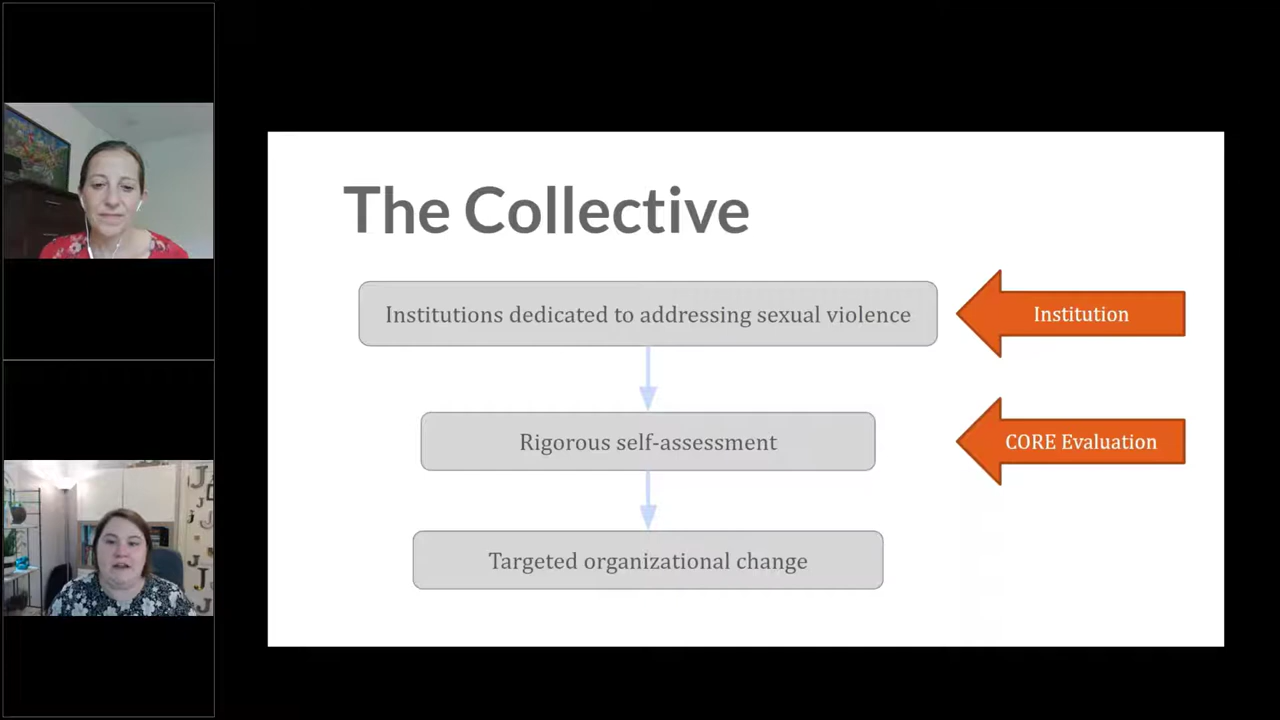 The Collective
Institutions dedicated to addressing sexual violence
Institution
Rigorous self-assessment
CORE Evaluation
Targeted organizational change